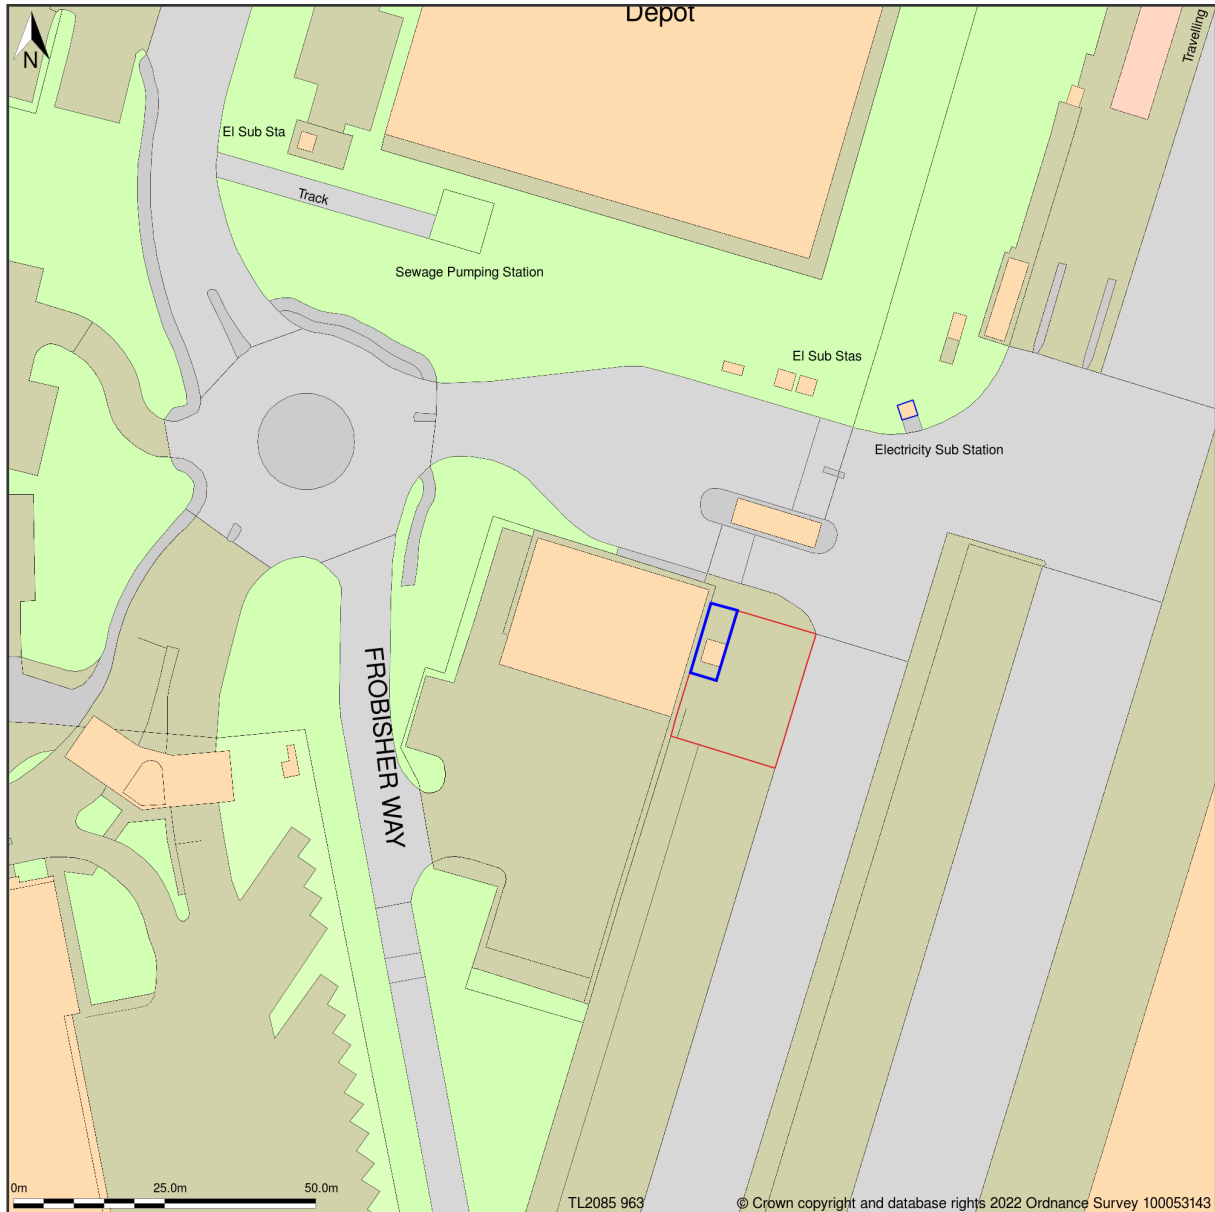 Depot
Travelling
N
El Sub Sta
Track
Sewage Pumping Station
El Sub Stas
Electricity Sub Station
FROBISHER WAY
0m 25.0m 50.0m
TL2085 963
© Crown copyright and database rights 2022 Ordnance Survey 100053143